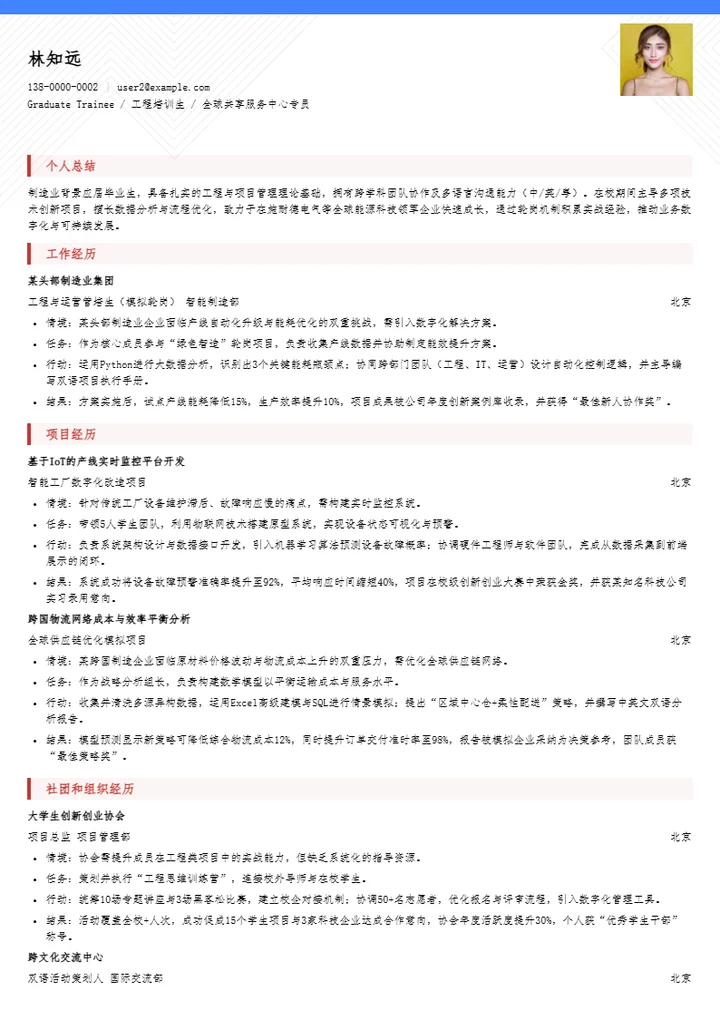 林知远
138-0000-0002 | user2@example.com
Graduate Trainee / 工程培训生 / 全球共享服务中心专员
个人总结
制造业背景应届毕业生，具备扎实的工程与项目管理理论基础，拥有跨学科团队协作及多语言沟通能力（中/英/粤）。在校期间主导多项技
术创新项目，擅长数据分析与流程优化，致力于在施耐德电气等全球能源科技领军企业快速成长，通过轮岗机制积累实战经验，推动业务数
字化与可持续发展。
工作经历
某头部制造业集团
工程与运营管培生（模拟轮岗） 智能制造部 北京
• 情境：某头部制造业企业面临产线自动化升级与能耗优化的双重挑战，需引入数字化解决方案。
• 任务：作为核心成员参与“绿色智造”轮岗项目，负责收集产线数据并协助制定能效提升方案。
• 行动：运用Python进行大数据分析，识别出3个关键能耗瓶颈点；协同跨部门团队（工程、IT、运营）设计自动化控制逻辑，并主导编
写双语项目执行手册。
• 结果：方案实施后，试点产线能耗降低15%，生产效率提升10%，项目成果被公司年度创新案例库收录，并获得“最佳新人协作奖”。
项目经历
基于IoT的产线实时监控平台开发
智能工厂数字化改造项目 北京
• 情境：针对传统工厂设备维护滞后、故障响应慢的痛点，需构建实时监控系统。
• 任务：带领5人学生团队，利用物联网技术搭建原型系统，实现设备状态可视化与预警。
• 行动：负责系统架构设计与数据接口开发，引入机器学习算法预测设备故障概率；协调硬件工程师与软件团队，完成从数据采集到前端
展示的闭环。
• 结果：系统成功将设备故障预警准确率提升至92%，平均响应时间缩短40%，项目在校级创新创业大赛中荣获金奖，并获某知名科技公司
实习录用意向。
跨国物流网络成本与效率平衡分析
全球供应链优化模拟项目 北京
• 情境：某跨国制造企业面临原材料价格波动与物流成本上升的双重压力，需优化全球供应链网络。
• 任务：作为战略分析组长，负责构建数学模型以平衡运输成本与服务水平。
• 行动：收集并清洗多源异构数据，运用Excel高级建模与SQL进行情景模拟；提出“区域中心仓+柔性配送”策略，并撰写中英文双语分
析报告。
• 结果：模型预测显示新策略可降低综合物流成本12%，同时提升订单交付准时率至98%，报告被模拟企业采纳为决策参考，团队成员获
“最佳策略奖”。
社团和组织经历
大学生创新创业协会
项目总监 项目管理部 北京
• 情境：协会需提升成员在工程类项目中的实战能力，但缺乏系统化的指导资源。
• 任务：策划并执行“工程思维训练营”，连接校外导师与在校学生。
• 行动：统筹10场专题讲座与3场黑客松比赛，建立校企对接机制；协调50+名志愿者，优化报名与评审流程，引入数字化管理工具。
• 结果：活动覆盖全校+人次，成功促成15个学生项目与3家科技企业达成合作意向，协会年度活跃度提升30%，个人获“优秀学生干部”
称号。
跨文化交流中心
双语活动策划人 国际交流部 北京